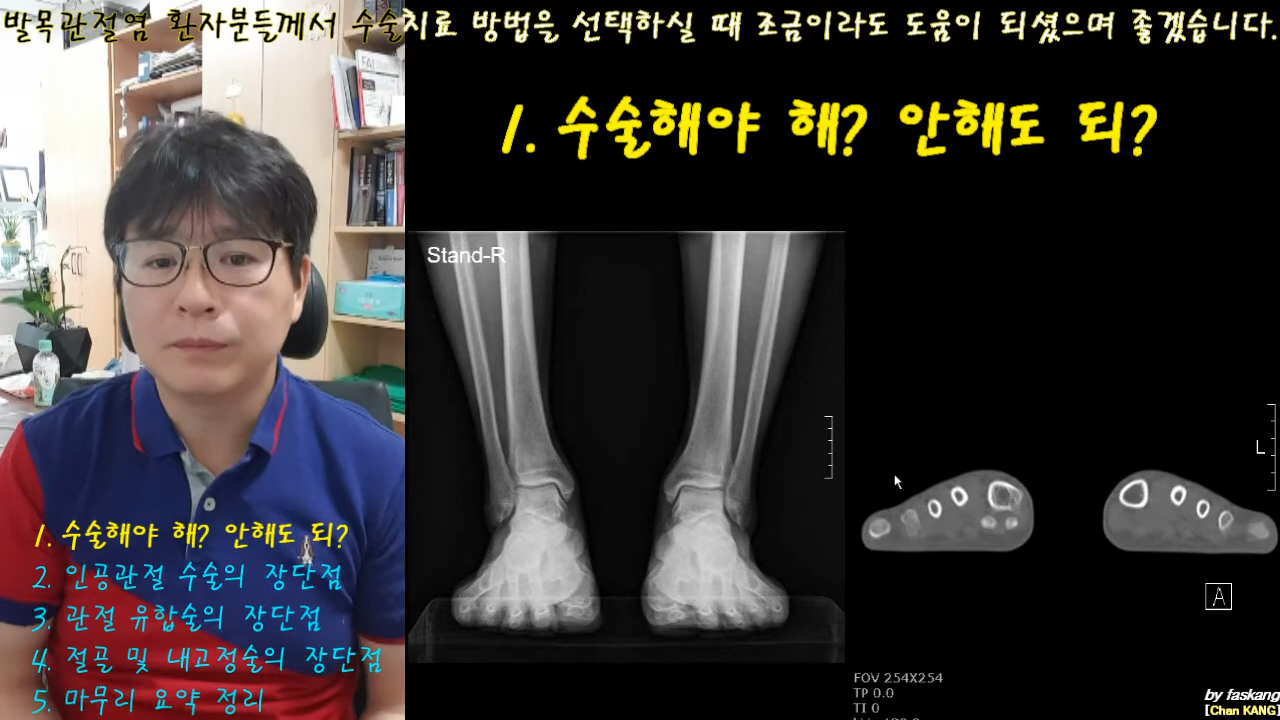 발목관절염 환자분들께서 수술치료 방법을 선택하실 때 조금이라도 도움이 되셨으며 좋겠습니다.
1. 수술해야 해? 안해도 되?
Stand-R
1. 수술해야 해? 안해도 되?
2. 인공관절 수술의 장단점
3. 관절 유합술의 장단점
4. 절골 및 내고정술의 장단점
5. 마무리 요약 정리
L
A
FOV 254X254
TP 0.0
TI 0
by faskang
[Chan KANG]